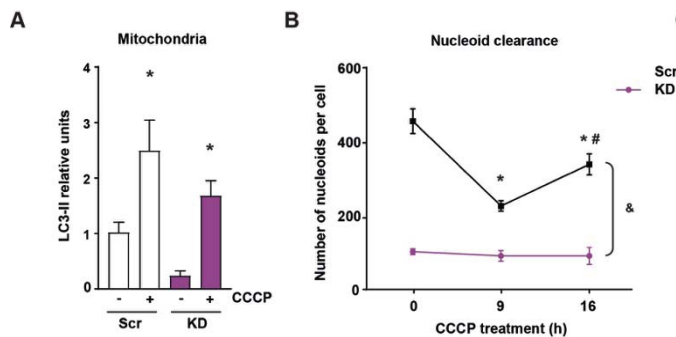 A
Mitochondria
LC3-II relative units
4
3
2
1
0
*
*
- + - + CCCP
Scr KD
B
Nucleoid clearance
Number of nucleoids per cell
600
400
200
100
0
*
* #
&
0 9 16
CCCP treatment (h)
Scr
KD